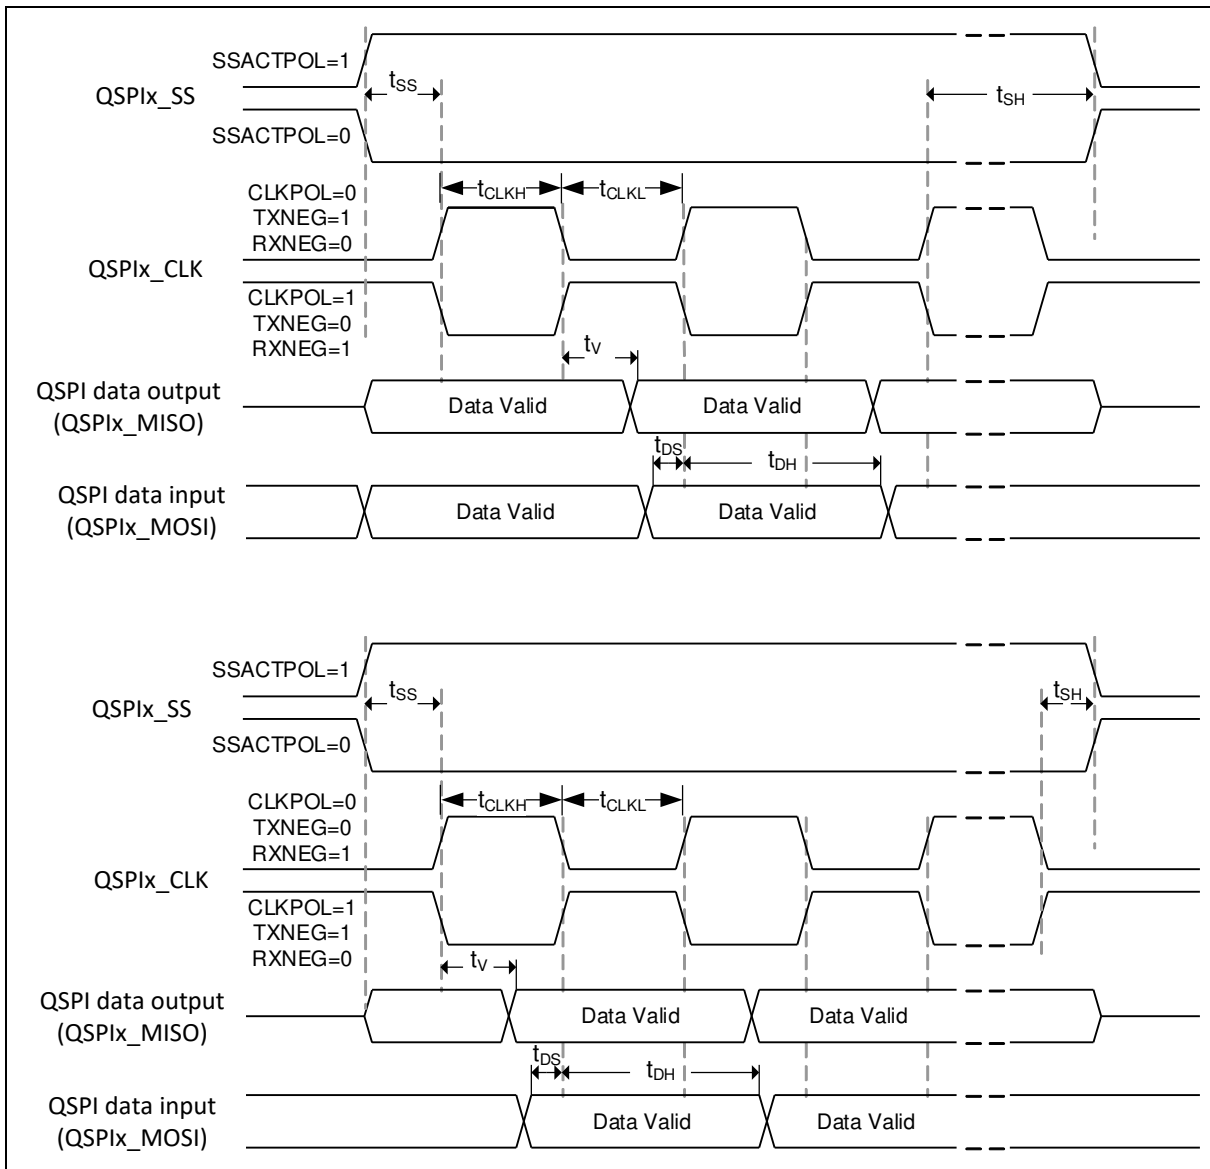 SSACTPOL=1
QSPIx_SS
tSS
tSH
SSACTPOL=0
CLKPOL=0
TXNEG=1
RXNEG=0
tCLKH
tCLKL
QSPIx_CLK
CLKPOL=1
TXNEG=0
RXNEG=1
tV
QSPI data output
(QSPIx_MISO)
Data Valid
Data Valid
tDS
tDH
QSPI data input
(QSPIx_MOSI)
Data Valid
Data Valid
SSACTPOL=1
QSPIx_SS
tSS
tSH
SSACTPOL=0
CLKPOL=0
TXNEG=0
RXNEG=1
tCLKH
tCLKL
QSPIx_CLK
CLKPOL=1
TXNEG=1
RXNEG=0
tV
QSPI data output
(QSPIx_MISO)
Data Valid
Data Valid
tDS
tDH
QSPI data input
(QSPIx_MOSI)
Data Valid
Data Valid